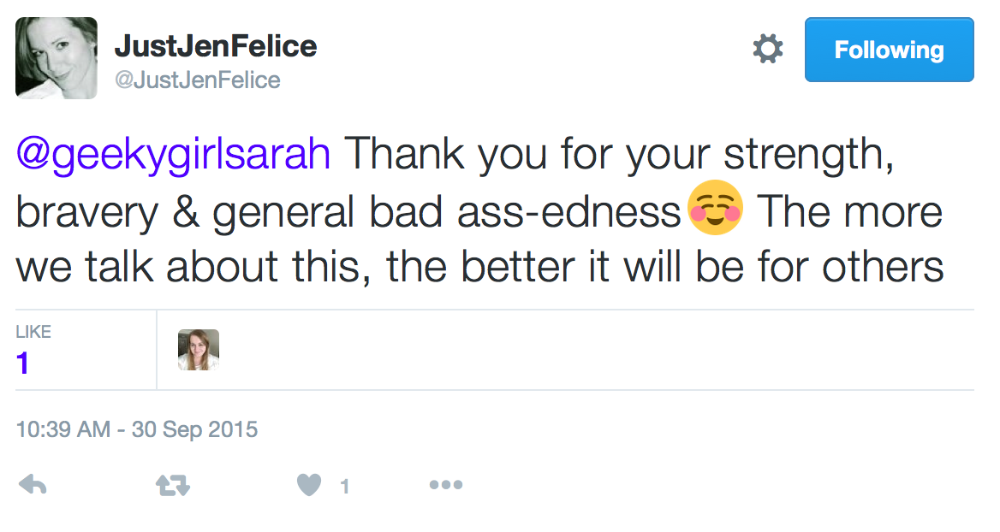 JustJenFelice
@JustJenFelice
Following
@geekygirlsarah Thank you for your strength,
bravery & general bad ass-edness☺️ The more
we talk about this, the better it will be for others
LIKE
1
10:39 AM - 30 Sep 2015
1